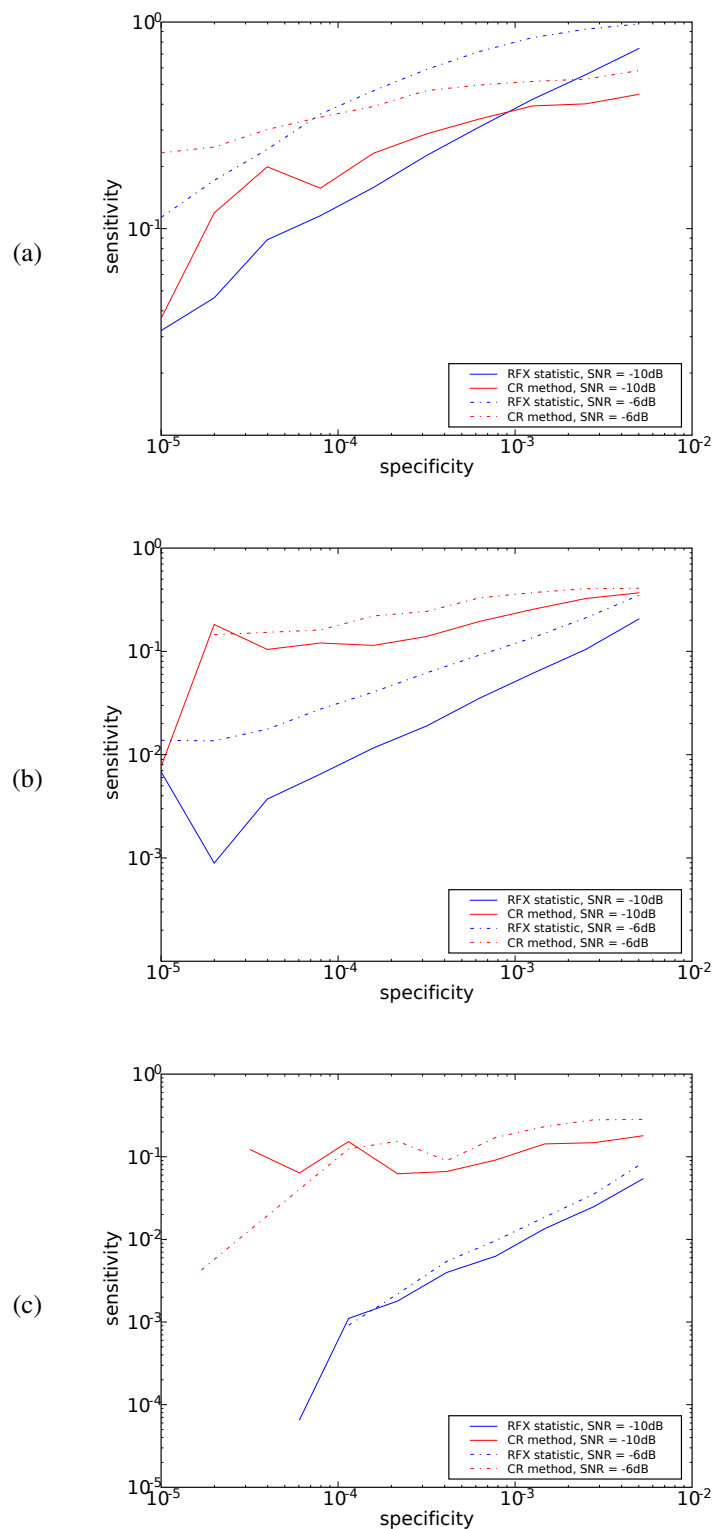 (a)
sensitivity
10^0
10^-1
RFX statistic, SNR = -10dB
CR method, SNR = -10dB
RFX statistic, SNR = -6dB
CR method, SNR = -6dB
10^-5 10^-4 10^-3 10^-2
specificity
(b)
sensitivity
10^0
10^-1
10^-2
10^-3
RFX statistic, SNR = -10dB
CR method, SNR = -10dB
RFX statistic, SNR = -6dB
CR method, SNR = -6dB
10^-5 10^-4 10^-3 10^-2
specificity
(c)
sensitivity
10^0
10^-1
10^-2
10^-3
10^-4
10^-5
RFX statistic, SNR = -10dB
CR method, SNR = -10dB
RFX statistic, SNR = -6dB
CR method, SNR = -6dB
10^-5 10^-4 10^-3 10^-2
specificity